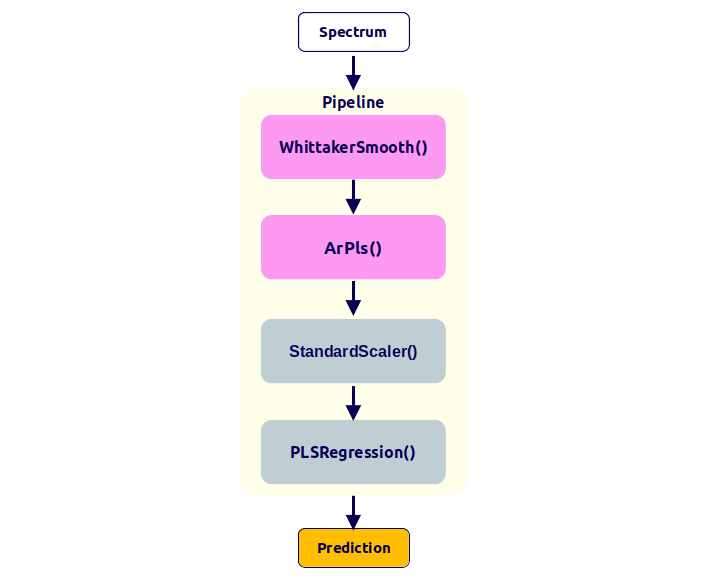 Spectrum
Pipeline
WhittakerSmooth()
ArPls()
StandardScaler()
PLSRegression()
Prediction